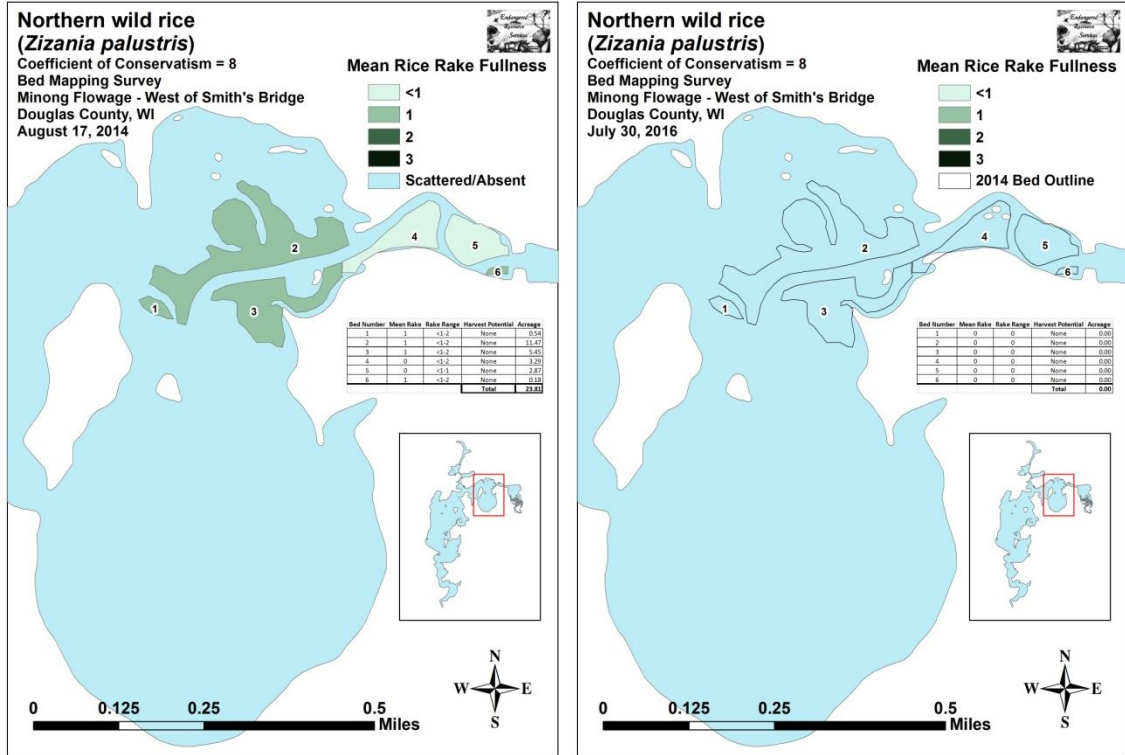 Northern wild rice
(Zizania palustris)
Coefficient of Conservatism = 8
Bed Mapping Survey
Minong Flowage - West of Smith's Bridge
Douglas County, WI
August 17, 2014
Endangered
Resource
Services
Mean Rice Rake Fullness
<1
1
2
3
Scattered/Absent
4
5
2
6
1
3
Bed Number Mean Rake Rake Range Harvest Potential Acreage
1 1 <1-2 None 0.54
2 1 <1-2 None 11.47
3 1 <1-2 None 5.45
4 0 <1-2 None 3.29
5 0 <1-1 None 2.87
6 1 <1-2 None 0.18
Total 23.81
N
W E
S
0 0.125 0.25 0.5
Miles
Northern wild rice
(Zizania palustris)
Coefficient of Conservatism = 8
Bed Mapping Survey
Minong Flowage - West of Smith's Bridge
Douglas County, WI
July 30, 2016
Endangered
Resource
Services
Mean Rice Rake Fullness
<1
1
2
3
2014 Bed Outline
4
5
2
6
1
3
Bed Number Mean Rake Rake Range Harvest Potential Acreage
1 0 0 None 0.00
2 0 0 None 0.00
3 0 0 None 0.00
4 0 0 None 0.00
5 0 0 None 0.00
6 0 0 None 0.00
Total 0.00
N
W E
S
0 0.125 0.25 0.5
Miles